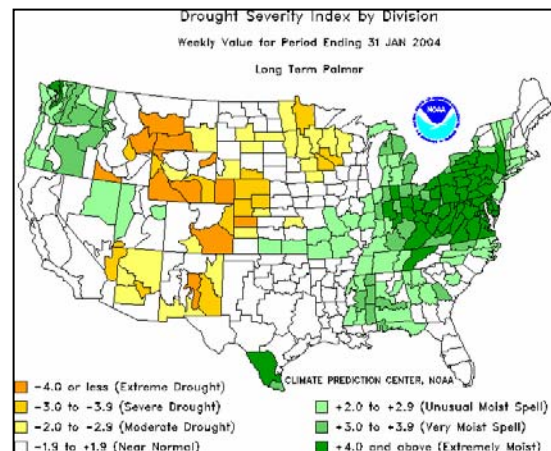 Drought Severity Index by Division
Weekly Value for Period Ending 31 JAN 2004
Long Term Palmer
NOAA
CLIMATE PREDICTION CENTER, NOAA
-4.0 or less (Extreme Drought)
-3.0 to -3.9 (Severe Drought)
-2.0 to -2.9 (Moderate Drought)
-1.9 to +1.9 (Near Normal)
+2.0 to +2.9 (Unusual Moist Spell)
+3.0 to +3.9 (Very Moist Spell)
+4.0 and above (Extremely Moist)